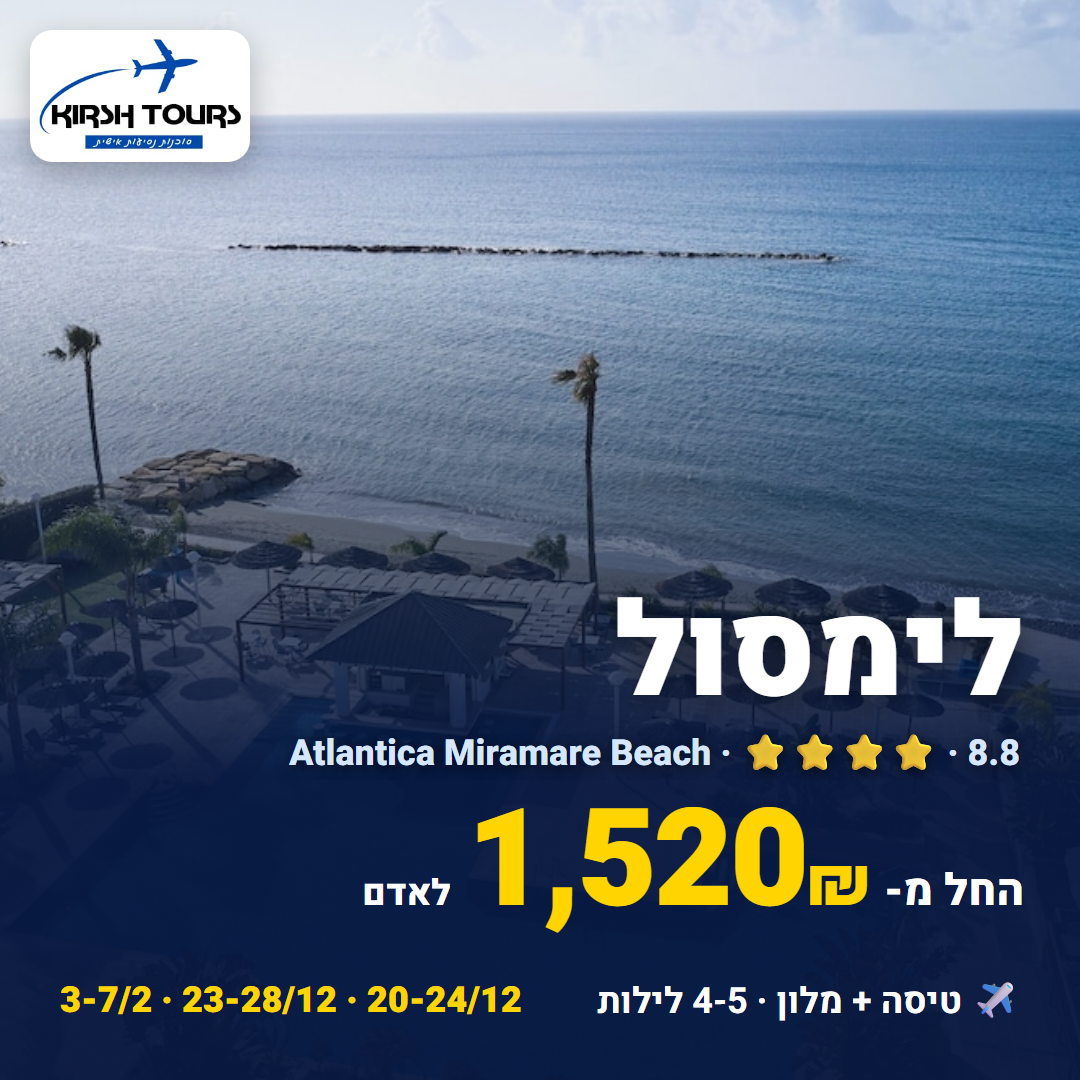 KIRSH TOURS
סוכנות נסיעות אישית
לימסול
Atlantica Miramare Beach · ⭐⭐⭐⭐ · 8.8
החל מ- ₪1,520 לאדם
✈️ טיסה + מלון · 4-5 לילות
20-24/12 · 23-28/12 · 3-7/2